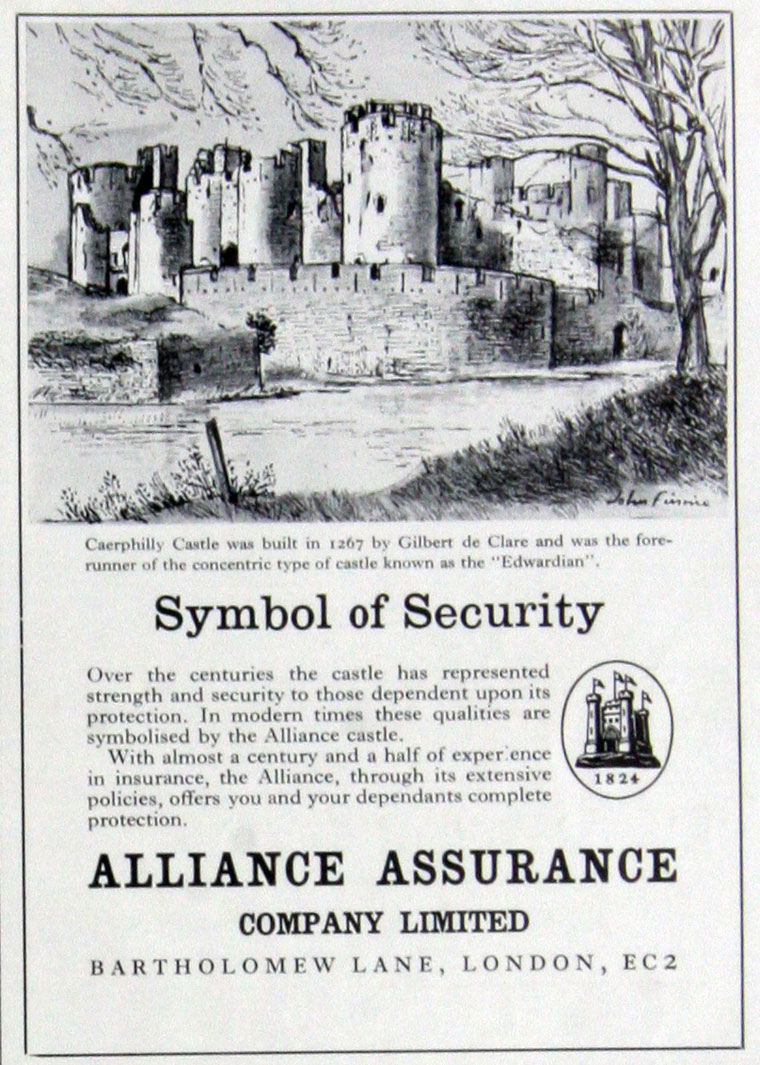 John Finnie
Caerphilly Castle was built in 1267 by Gilbert de Clare and was the fore-
runner of the concentric type of castle known as the "Edwardian".
Symbol of Security
Over the centuries the castle has represented
strength and security to those dependent upon its
protection. In modern times these qualities are
symbolised by the Alliance castle.
With almost a century and a half of experience
in insurance, the Alliance, through its extensive
policies, offers you and your dependants complete
protection.
1824
ALLIANCE ASSURANCE
COMPANY LIMITED
BARTHOLOMEW LANE, LONDON, EC2